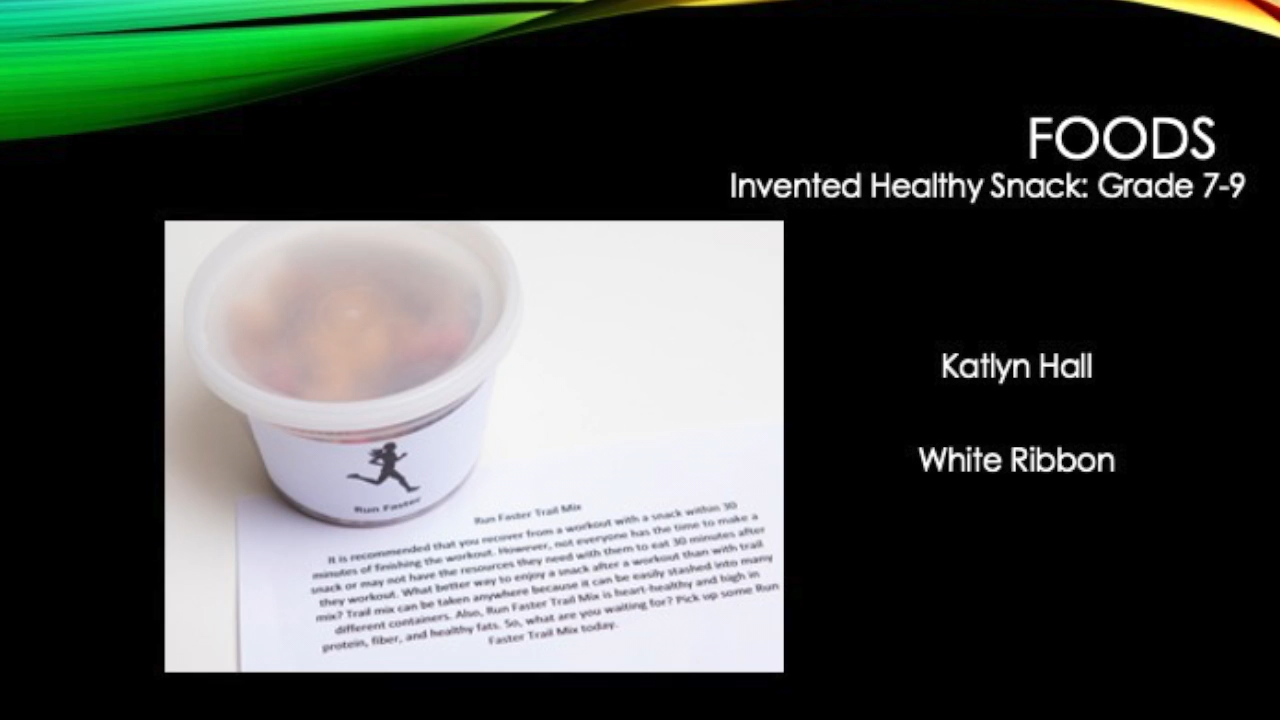 FOODS
Invented Healthy Snack: Grade 7-9
Katlyn Hall
White Ribbon
Run Faster
Run Faster Trail Mix
It is recommended that you recover from a workout with a snack within 30
minutes of finishing the workout. However, not everyone has the time to make a
snack or may not have the resources they need with them to eat 30 minutes after
they workout. What better way to enjoy a snack after a workout than with trail
mix? Trail mix can be taken anywhere because it can be easily stashed into many
different containers. Also, Run Faster Trail Mix is heart-healthy and high in
protein, fiber, and healthy fats. So, what are you waiting for? Pick up some Run
Faster Trail Mix today.